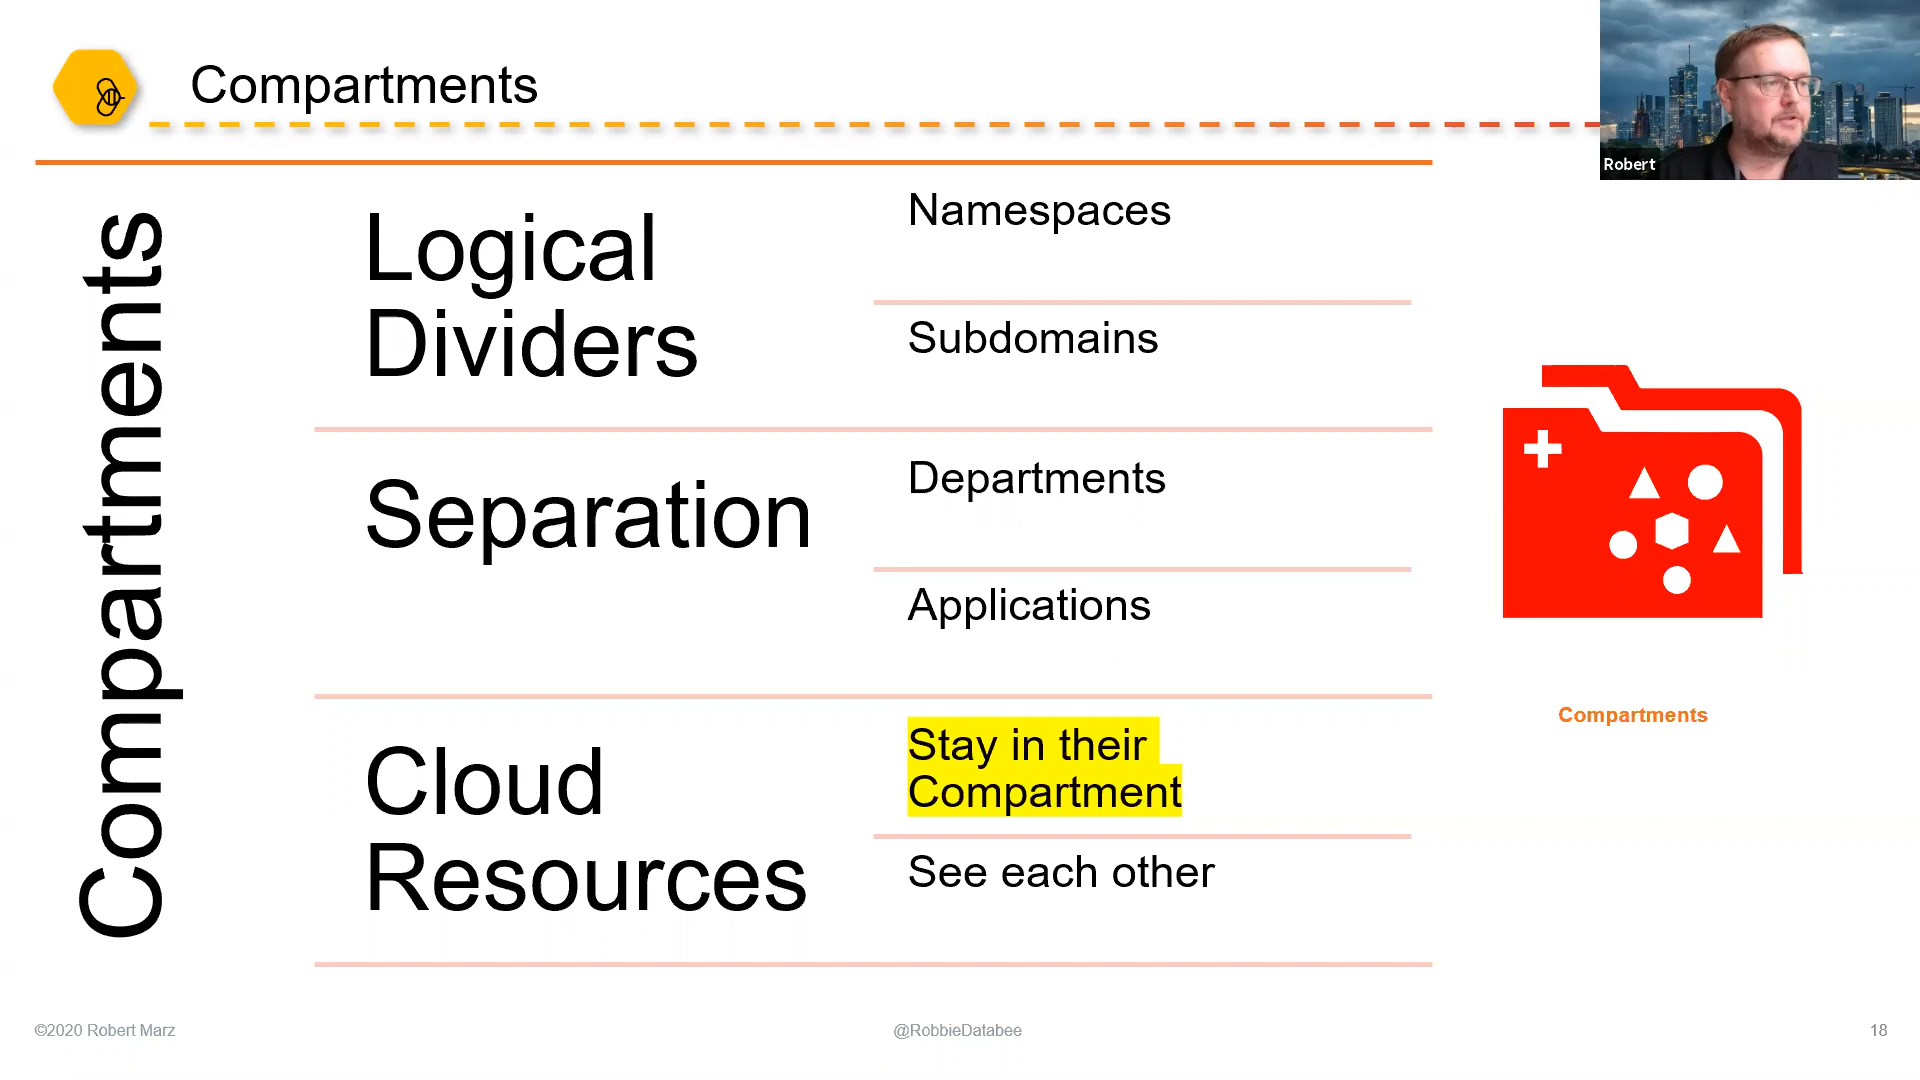 Compartments
Robert
Compartments
Logical
Dividers
Namespaces
Subdomains
Separation
Departments
Applications
Cloud
Resources
Stay in their
Compartment
See each other
Compartments
©2020 Robert Marz
@RobbieDatabee
18